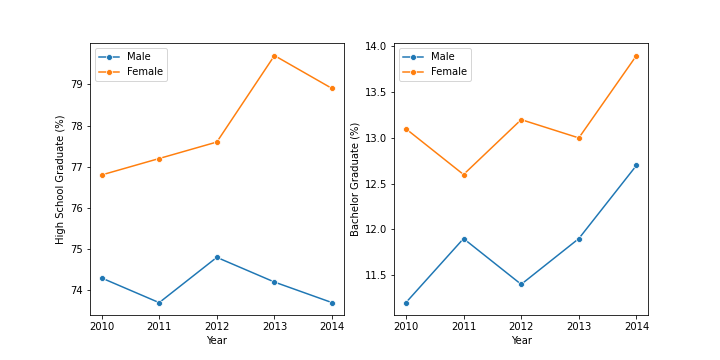 High School Graduate (%)
79
78
77
76
75
74
Male
Female
2010 2011 2012 2013 2014
Year
Bachelor Graduate (%)
14.0
13.5
13.0
12.5
12.0
11.5
Male
Female
2010 2011 2012 2013 2014
Year